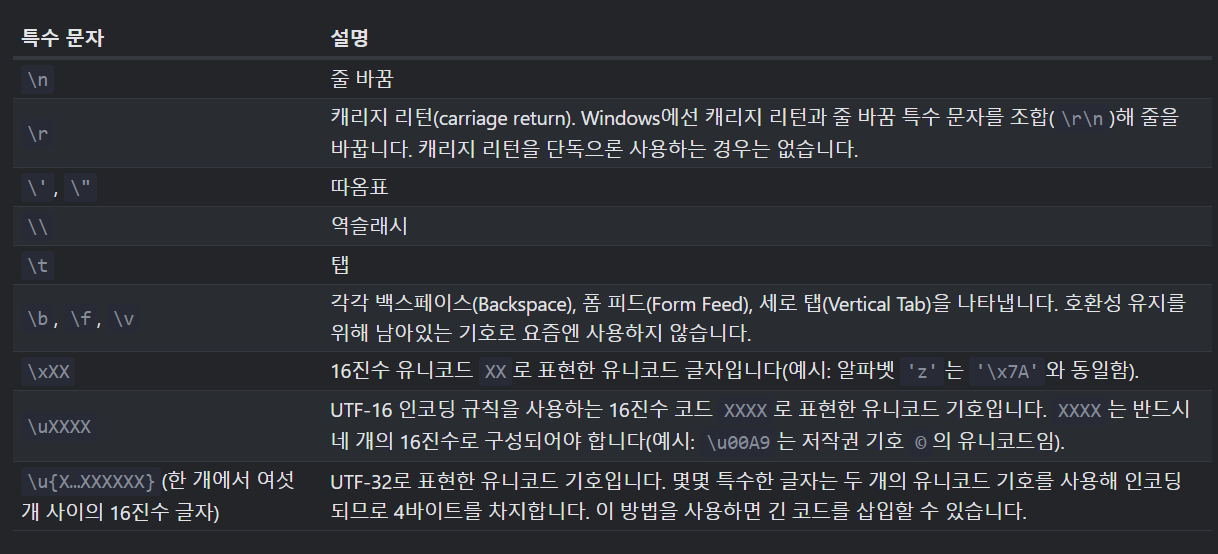 특수 문자 설명
\n 줄 바꿈
\r 캐리지 리턴(carriage return). Windows에선 캐리지 리턴과 줄 바꿈 특수 문자를 조합( \r\n )해 줄을
바꿉니다. 캐리지 리턴을 단독으론 사용하는 경우는 없습니다.
\', \" 따옴표
\\ 역슬래시
\t 탭
\b, \f, \v 각각 백스페이스(Backspace), 폼 피드(Form Feed), 세로 탭(Vertical Tab)을 나타냅니다. 호환성 유지를
위해 남아있는 기호로 요즘엔 사용하지 않습니다.
\xXX 16진수 유니코드 XX 로 표현한 유니코드 글자입니다(예시: 알파벳 'z' 는 '\x7A' 와 동일함).
\uXXXX UTF-16 인코딩 규칙을 사용하는 16진수 코드 XXXX 로 표현한 유니코드 기호입니다. XXXX 는 반드시
네 개의 16진수로 구성되어야 합니다(예시: \u00A9 는 저작권 기호 © 의 유니코드임).
\u{X…XXXXXX} (한 개에서 여섯
개 사이의 16진수 글자)
UTF-32로 표현한 유니코드 기호입니다. 몇몇 특수한 글자는 두 개의 유니코드 기호를 사용해 인코딩
되므로 4바이트를 차지합니다. 이 방법을 사용하면 긴 코드를 삽입할 수 있습니다.